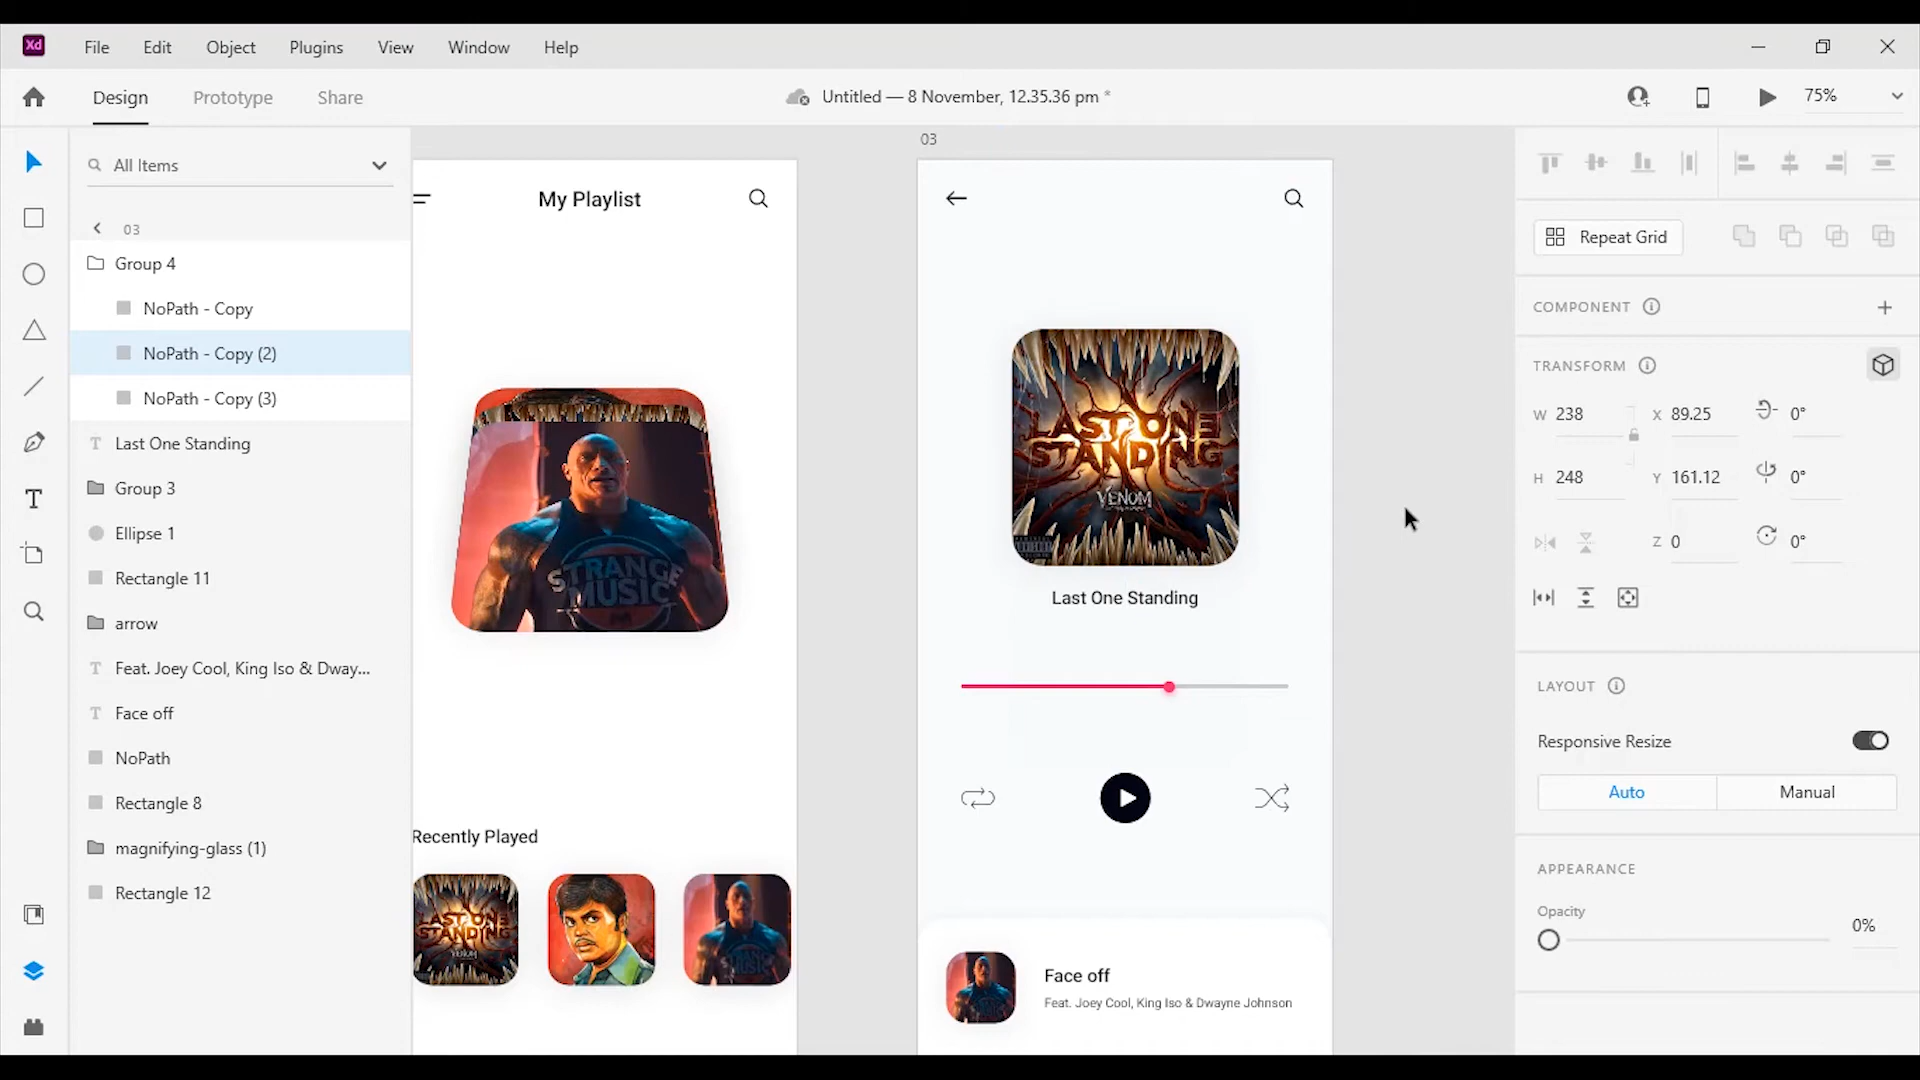 Xd
File Edit Object Plugins View Window Help
Design Prototype Share
Untitled — 8 November, 12.35.36 pm *
75%
All Items
03
Group 4
NoPath - Copy
NoPath - Copy (2)
NoPath - Copy (3)
Last One Standing
Group 3
Ellipse 1
Rectangle 11
arrow
Feat. Joey Cool, King Iso & Dway...
Face off
NoPath
Rectangle 8
magnifying-glass (1)
Rectangle 12
My Playlist
STRANGE
MUSIC
Recently Played
LAST ONE
STANDING
03
LAST ONE
STANDING
VENOM
Last One Standing
Face off
Feat. Joey Cool, King Iso & Dwayne Johnson
Repeat Grid
COMPONENT
TRANSFORM
W 238 X 89.25 0°
H 248 Y 161.12 0°
Z 0 0°
LAYOUT
Responsive Resize
Auto Manual
APPEARANCE
Opacity
0%